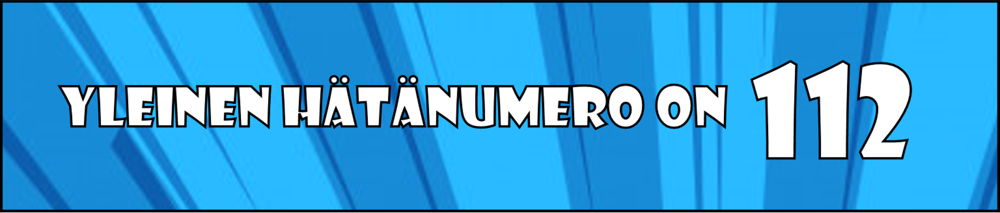 YLEINEN HÄTÄNUMERO ON 112